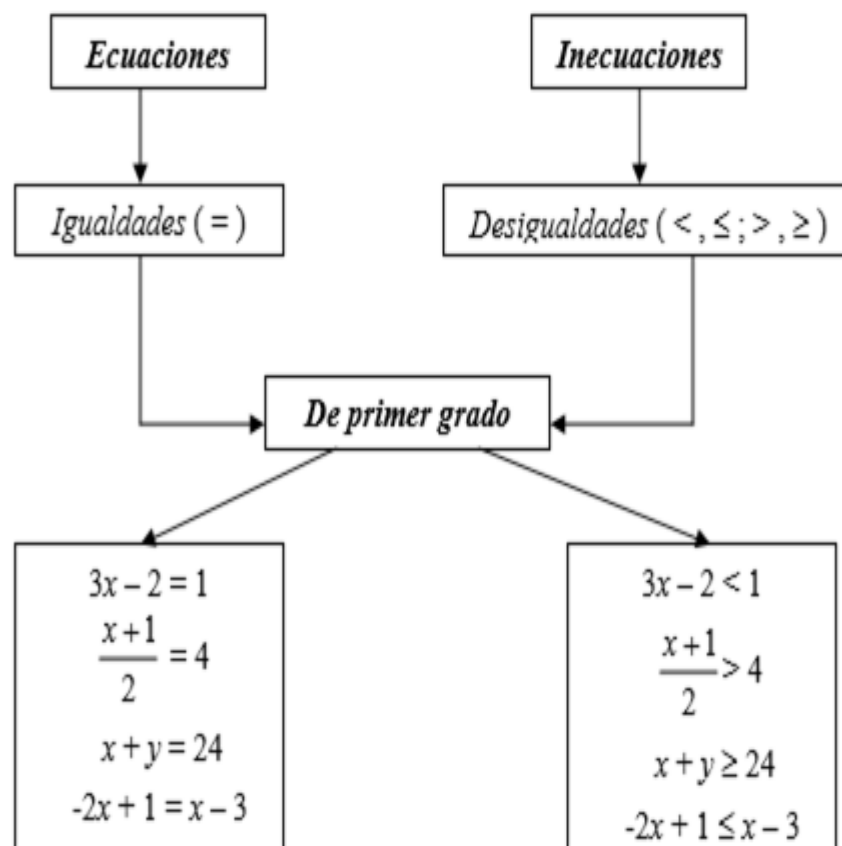 Ecuaciones
Inecuaciones
Igualdades ( = )
Desigualdades ( < , ≤ ; > , ≥ )
De primer grado
3x – 2 = 1
x + 1
2
= 4
x + y = 24
-2x + 1 = x – 3
3x – 2 < 1
x + 1
2
> 4
x + y ≥ 24
-2x + 1 ≤ x – 3